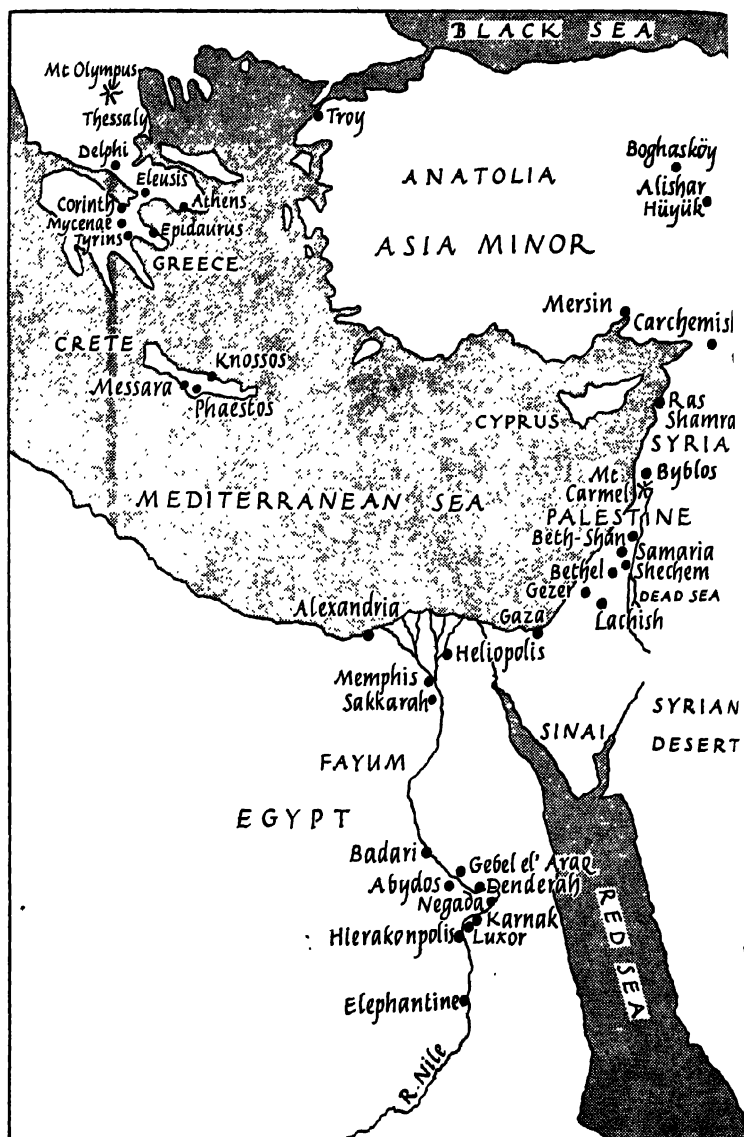 BLACK SEA
Mt Olympus
Thessaly
Troy
Delphi
Boghasköy
Eleusis
ANATOLIA
Alishar
Hüyük
Corinth
Athens
Mycenae
Tyrins
Epidaurus
ASIA MINOR
GREECE
Mersin
Carchemish
CRETE
Knossos
Messara
Phaestos
Ras
Shamra
CYPRUS
SYRIA
Byblos
Mt
Carmel
MEDITERRANEAN SEA
PALESTINE
Beth-Shan
Samaria
Bethel
Shechem
Gezer
DEAD SEA
Lachish
Alexandria
Gaza
Heliopolis
Memphis
Sakkarah
SYRIAN
DESERT
SINAI
FAYUM
EGYPT
Badari
Gebel el' Araq
Abydos
Denderah
Negada
Karnak
Hierakonpolis
Luxor
RED SEA
Elephantine
R. Nile